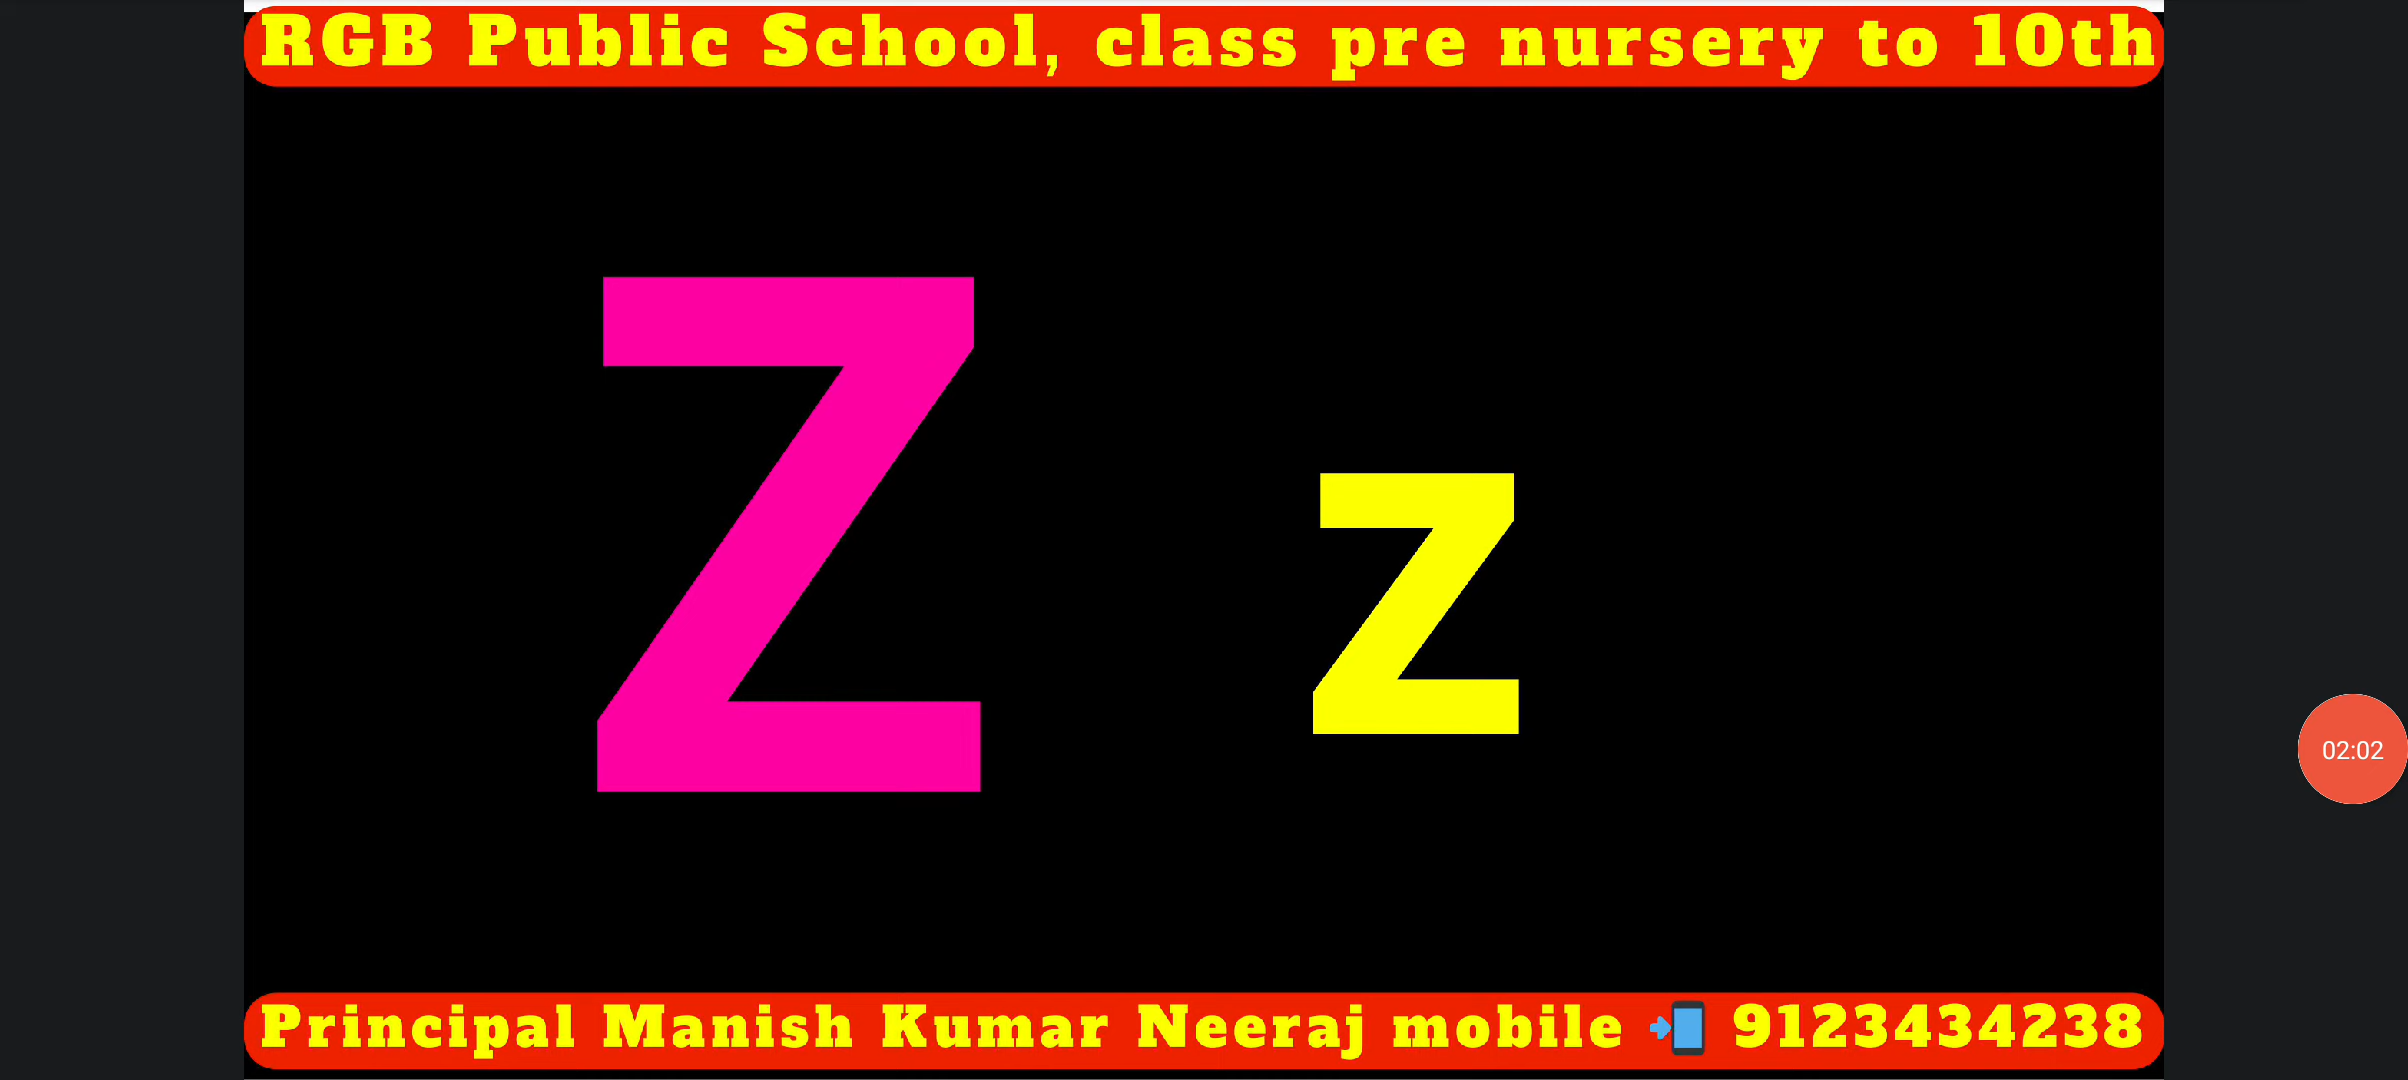 RGB Public School, class pre nursery to 10th
Z z
02:02
Principal Manish Kumar Neeraj mobile 📲 9123434238